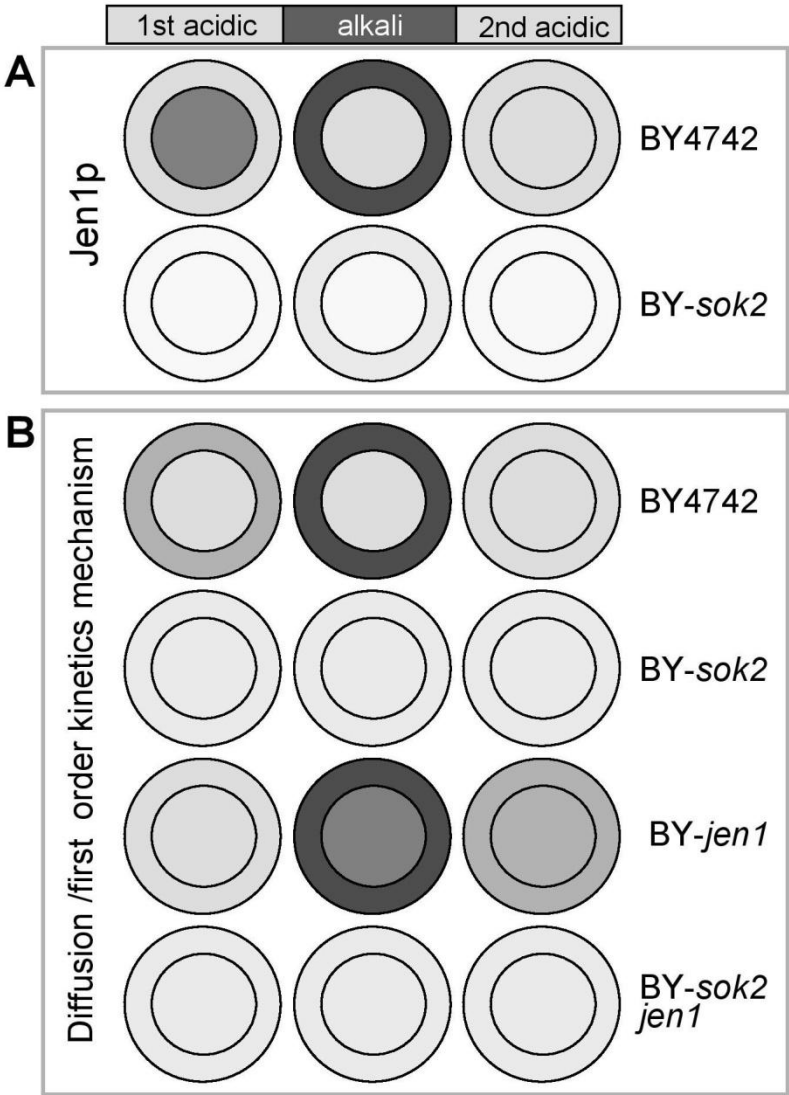 1st acidic alkali 2nd acidic
A
Jen1p
BY4742
BY-sok2
B
Diffusion /first order kinetics mechanism
BY4742
BY-sok2
BY-jen1
BY-sok2
jen1